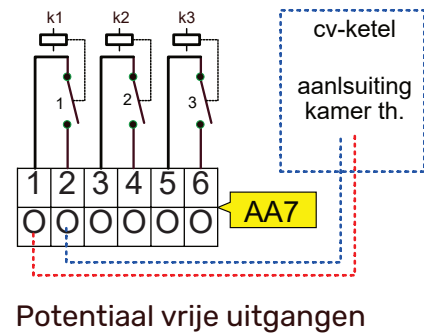 k1 k2 k3
cv-ketel
aanlsuiting
kamer th.
1 2 3
1 2 3 4 5 6
AA7
Potentiaal vrije uitgangen